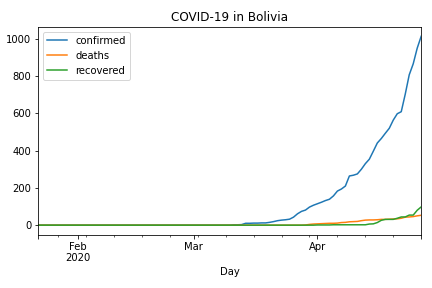 COVID-19 in Bolivia
confirmed
deaths
recovered
1000
800
600
400
200
0
Feb
2020
Mar
Apr
Day